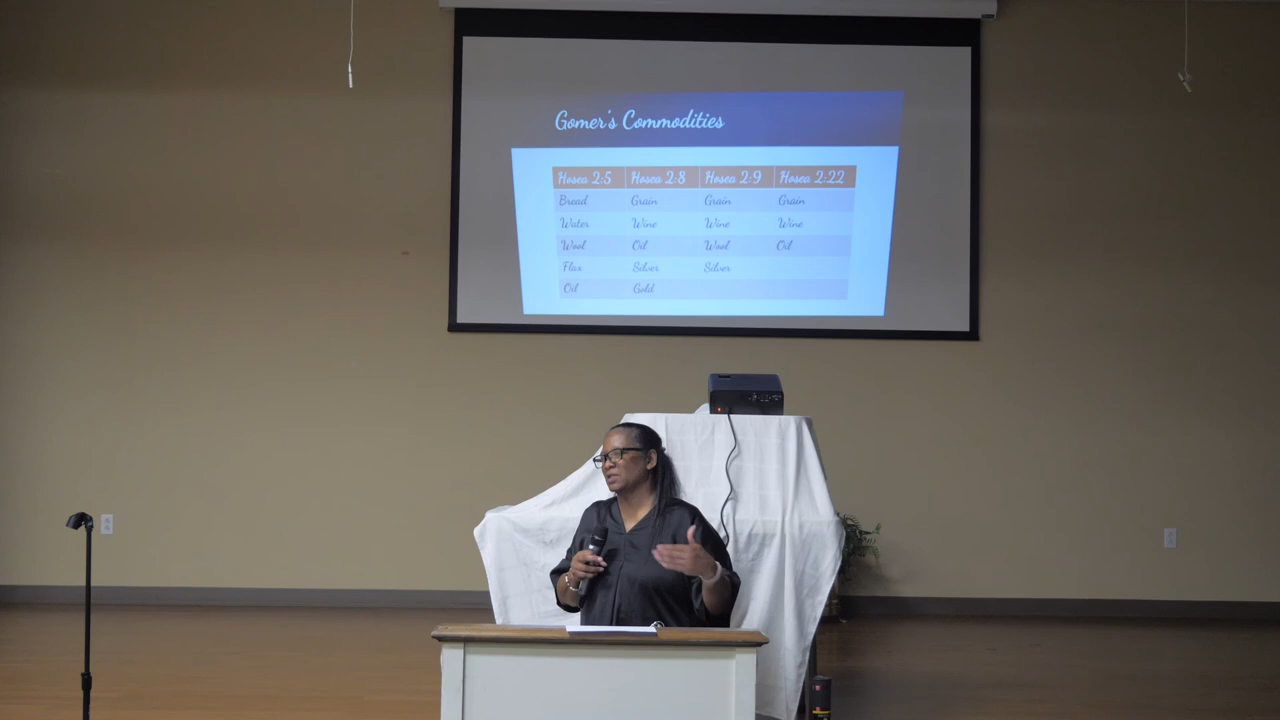 Gomer's Commodities
Hosea 2:5 Hosea 2:8 Hosea 2:9 Hosea 2:22
Bread Grain Grain Grain
Water Wine Wine Wine
Wool Oil Wool Oil
Flax Silver Silver
Oil Gold